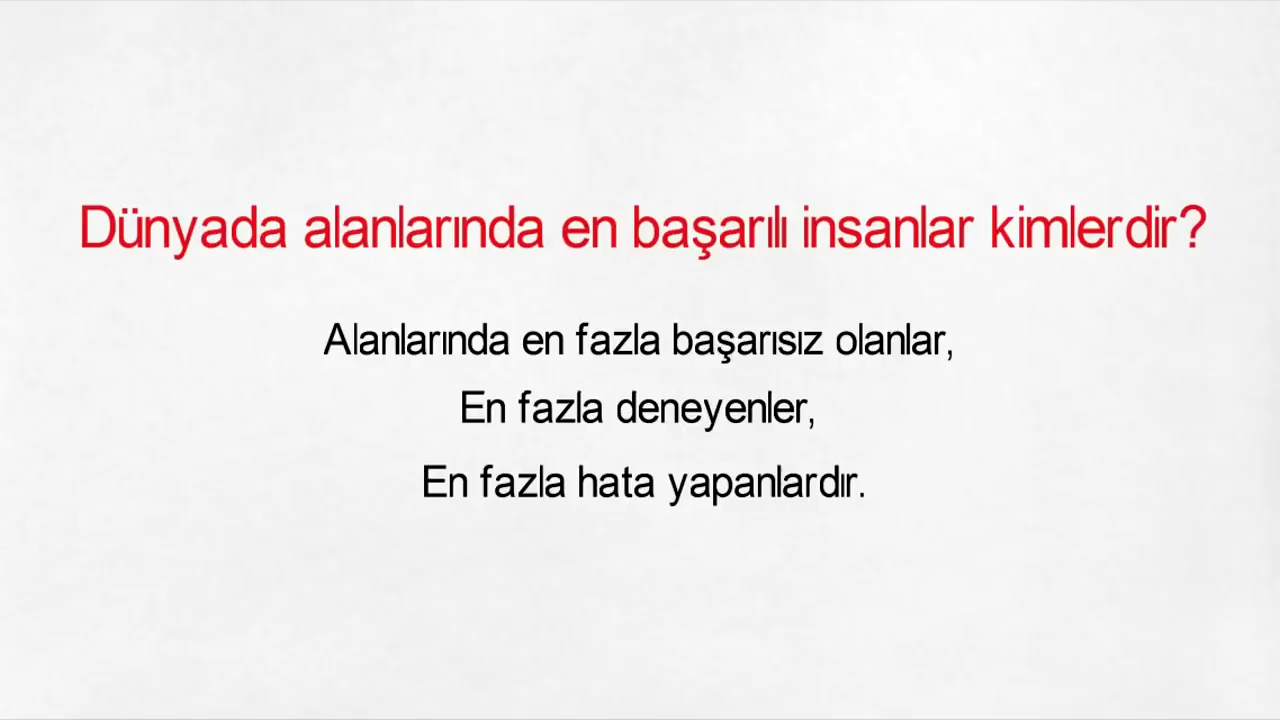 Dünyada alanlarında en başarılı insanlar kimlerdir?
Alanlarında en fazla başarısız olanlar,
En fazla deneyenler,
En fazla hata yapanlardır.